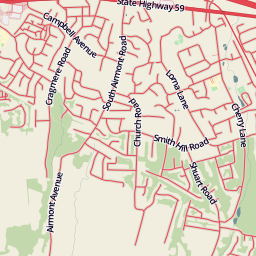 State Highway 59
Campbell Avenue
Cragmere Road
South Airmont Road
Lorna Lane
Cherry Lane
Church Road
Smith Hill Road
Shuart Road
Airmont Avenue